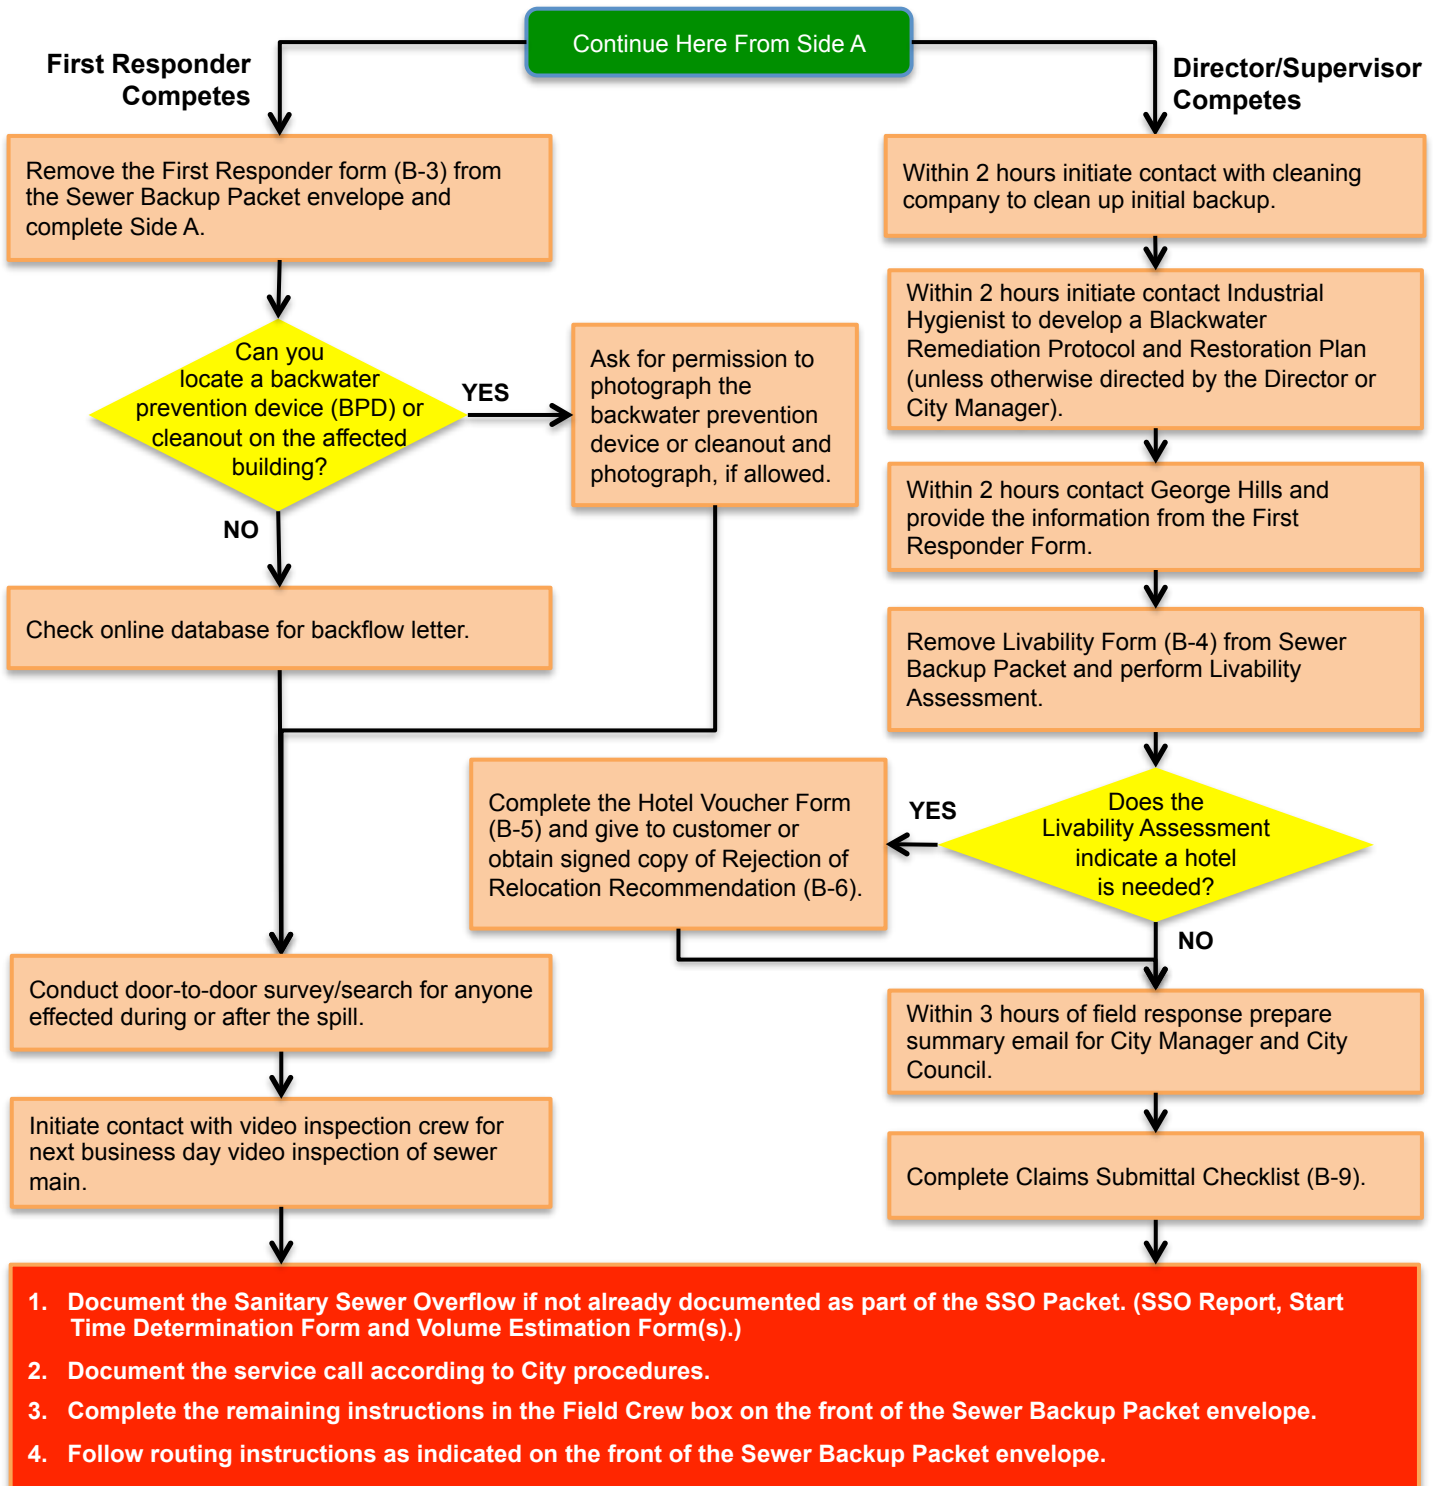 Continue Here From Side A
First Responder
Competes
Director/Supervisor
Competes
Remove the First Responder form (B-3) from
the Sewer Backup Packet envelope and
complete Side A.
Can you
locate a backwater
prevention device (BPD) or
cleanout on the affected
building?
YES
NO
Ask for permission to
photograph the
backwater prevention
device or cleanout and
photograph, if allowed.
Check online database for backflow letter.
Conduct door-to-door survey/search for anyone
effected during or after the spill.
Initiate contact with video inspection crew for
next business day video inspection of sewer
main.
Within 2 hours initiate contact with cleaning
company to clean up initial backup.
Within 2 hours initiate contact Industrial
Hygienist to develop a Blackwater
Remediation Protocol and Restoration Plan
(unless otherwise directed by the Director or
City Manager).
Within 2 hours contact George Hills and
provide the information from the First
Responder Form.
Remove Livability Form (B-4) from Sewer
Backup Packet and perform Livability
Assessment.
Does the
Livability Assessment
indicate a hotel
is needed?
YES
NO
Complete the Hotel Voucher Form
(B-5) and give to customer or
obtain signed copy of Rejection of
Relocation Recommendation (B-6).
Within 3 hours of field response prepare
summary email for City Manager and City
Council.
Complete Claims Submittal Checklist (B-9).
1. Document the Sanitary Sewer Overflow if not already documented as part of the SSO Packet. (SSO Report, Start
Time Determination Form and Volume Estimation Form(s).)
2. Document the service call according to City procedures.
3. Complete the remaining instructions in the Field Crew box on the front of the Sewer Backup Packet envelope.
4. Follow routing instructions as indicated on the front of the Sewer Backup Packet envelope.